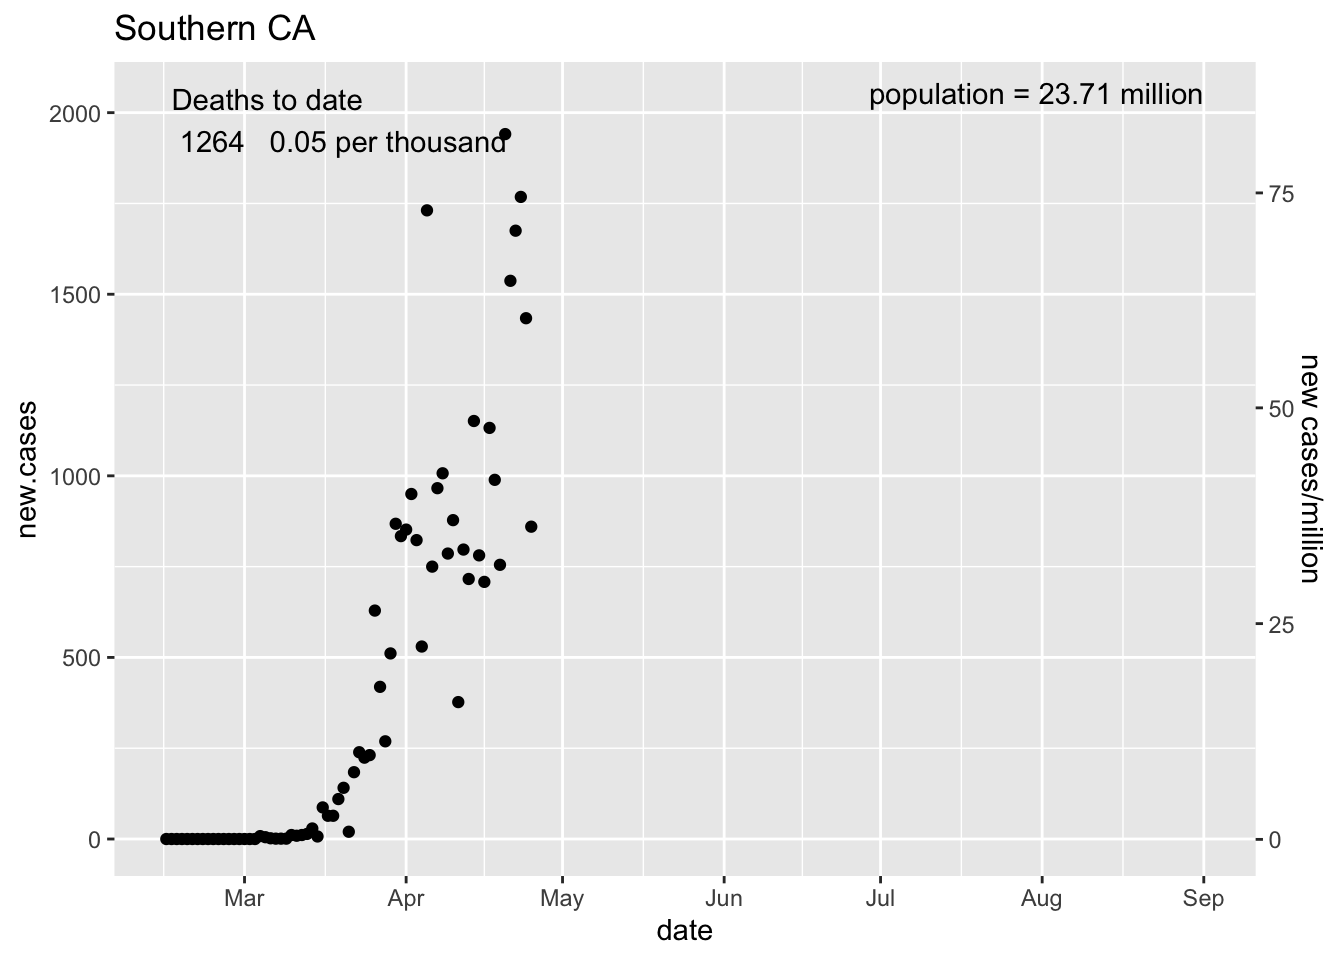 Southern CA
Deaths to date
1264 0.05 per thousand
population = 23.71 million
2000
1500
1000
500
0
new.cases
75
50
25
0
new cases/million
Mar Apr May Jun Jul Aug Sep
date